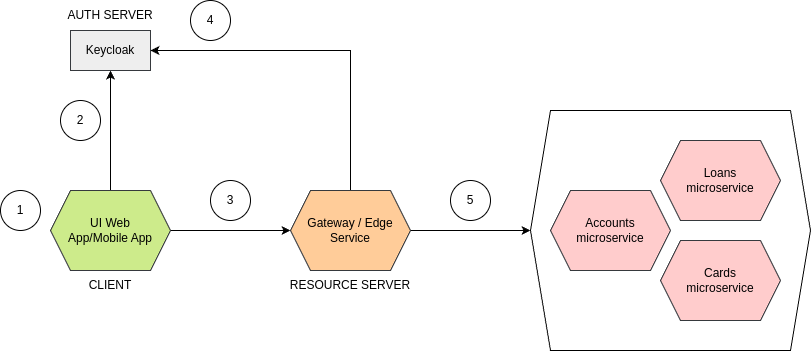 AUTH SERVER
4
Keycloak
2
1
UI Web
App/Mobile App
CLIENT
3
Gateway / Edge
Service
RESOURCE SERVER
5
Accounts
microservice
Loans
microservice
Cards
microservice